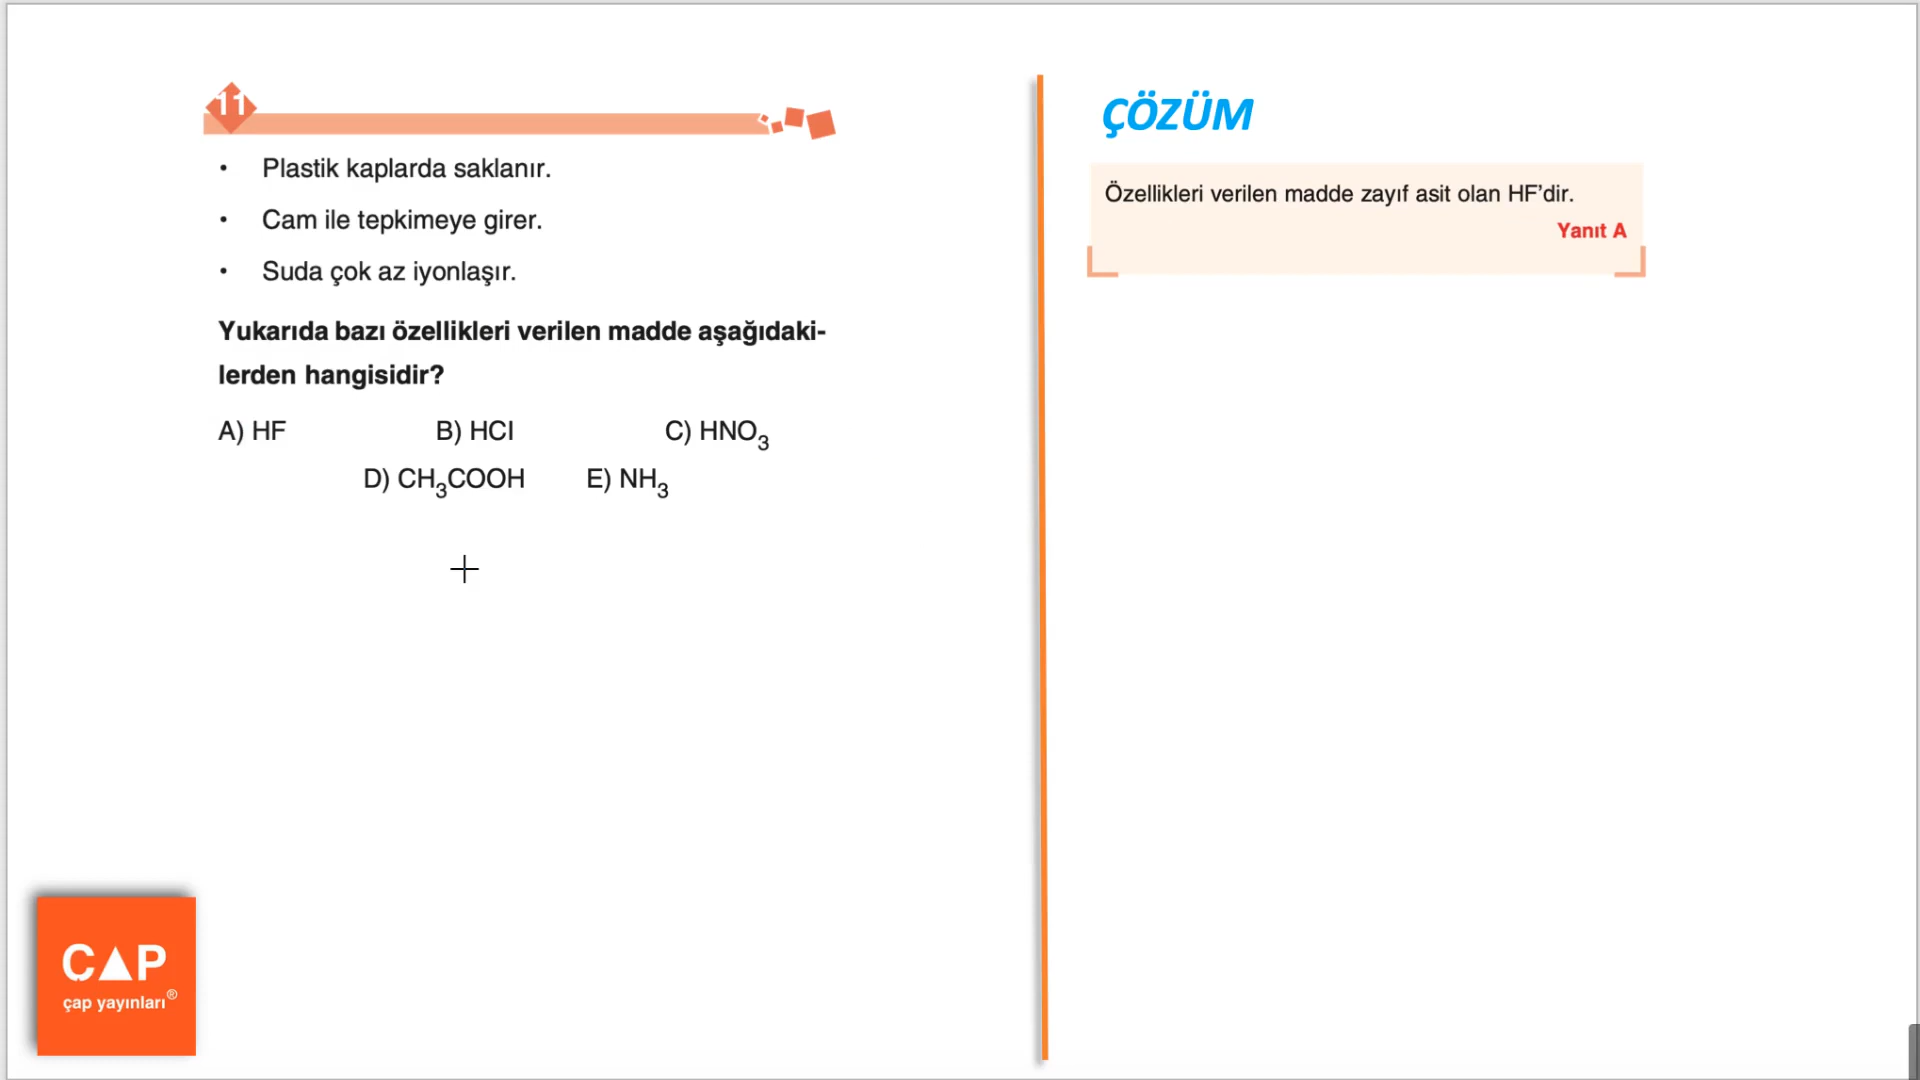 11
• Plastik kaplarda saklanır.
• Cam ile tepkimeye girer.
• Suda çok az iyonlaşır.
Yukarıda bazı özellikleri verilen madde aşağıdaki-
lerden hangisidir?
A) HF B) HCl C) HNO₃
D) CH₃COOH E) NH₃
ÇÖZÜM
Özellikleri verilen madde zayıf asit olan HF’dir.
Yanıt A
ÇAP
çap yayınları®